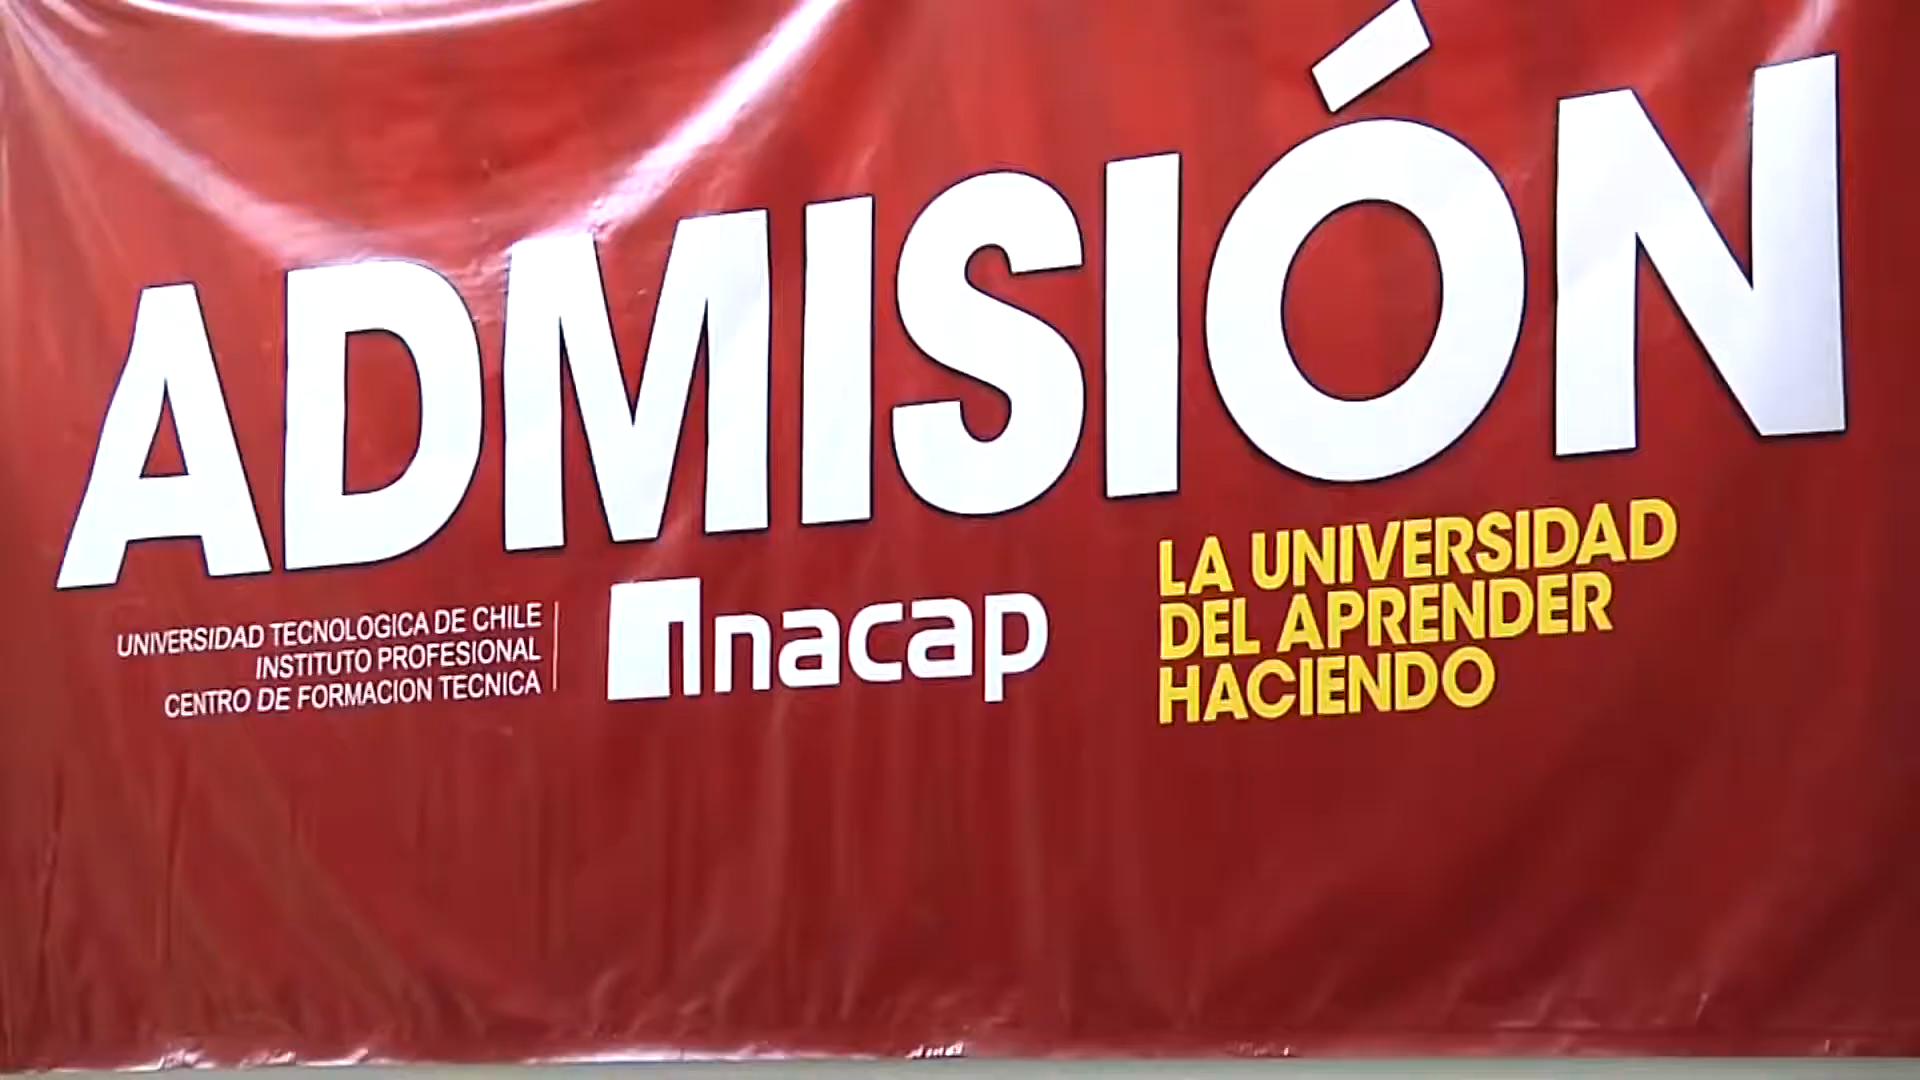 ADMISIÓN
UNIVERSIDAD TECNOLOGICA DE CHILE
INSTITUTO PROFESIONAL
CENTRO DE FORMACION TECNICA
inacap
LA UNIVERSIDAD
DEL APRENDER
HACIENDO